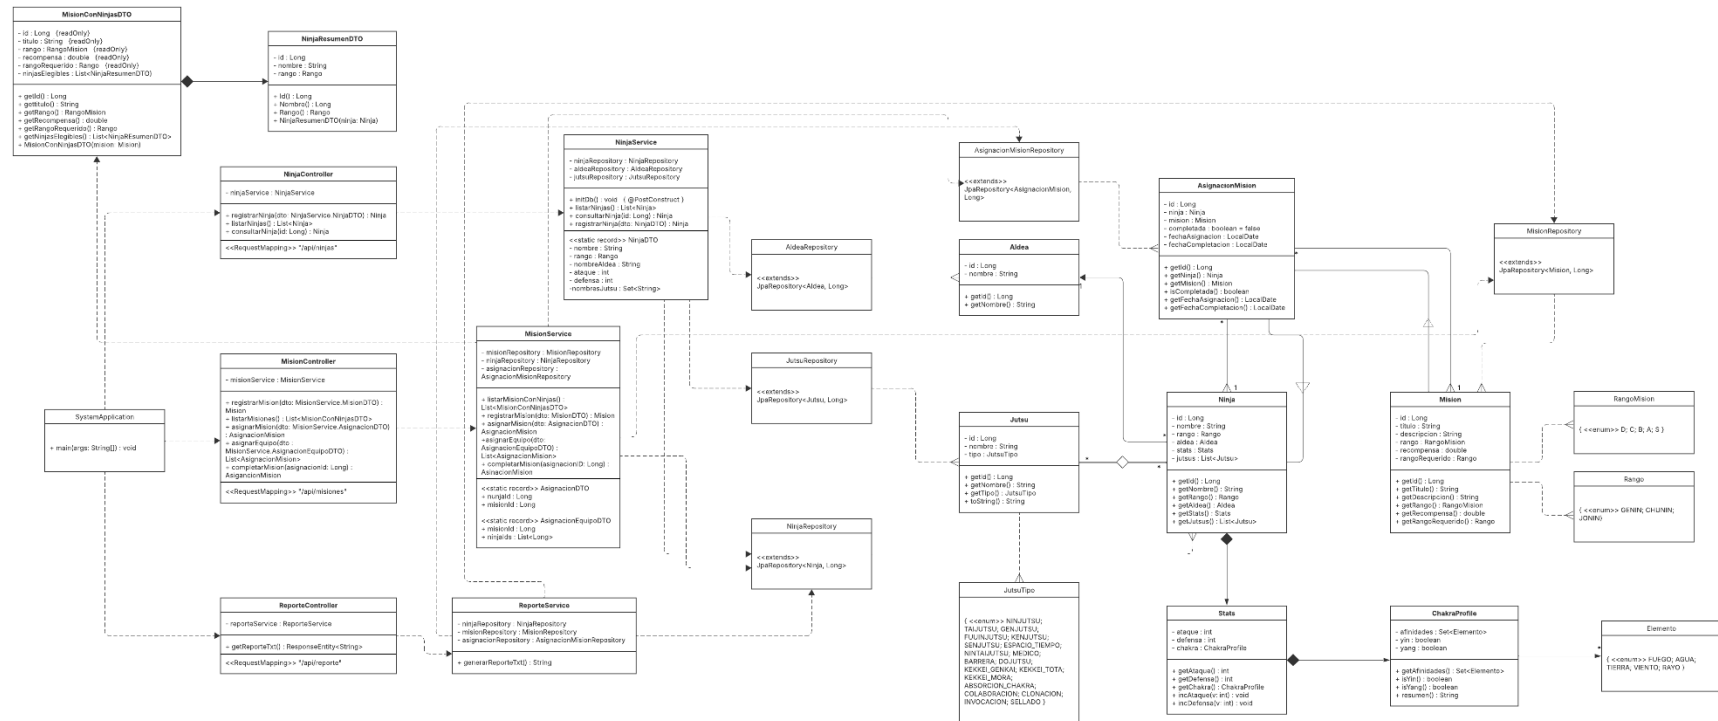 MisionConNinjasDTO
- id : Long {readOnly}
- titulo : String {readOnly}
- rango : RangoMision {readOnly}
- recompensa : double {readOnly}
- rangoRequerido : Rango {readOnly}
- ninjasElegibles : List<NinjaResumenDTO>
+ getId() : Long
+ gettitulo() : String
+ getRango() : RangoMision
+ getRecompensa() : double
+ getRangoRequerido() : Rango
+ getNinjasElegibles() : List<NinjaREsumenDTO>
+ MisionConNinjasDTO(mision: Mision)
NinjaResumenDTO
- id : Long
- nombre : String
- rango : Rango
+ Id() : Long
+ Nombre() : Long
+ Rango() : Rango
+ NinjaResumenDTO(ninja: Ninja)
NinjaController
- ninjaService : NinjaService
+ registrarNinja(dto: NinjaService.NinjaDTO) : Ninja
+ listarNinjas() : List<Ninja>
+ consultarNinja(id: Long) : Ninja
<<RequestMapping>> "/api/ninjas"
NinjaService
- ninjaRepository : NinjaRepository
- aldeaRepository : AldeaRepository
- jutsuRepository : JutsuRepository
+ initDb() : void { @PostConstruct }
+ listarNinjas() : List<Ninja>
+ consultarNinja(id: Long) : Ninja
+ registrarNinja(dto: NinjaDTO) : Ninja
<<static record>> NinjaDTO
- nombre : String
- rango : Rango
- nombreAldea : String
- ataque : int
- defensa : int
-nombresJutsu : Set<String>
AldeaRepository
<<extends>>
JpaRepository<Aldea, Long>
AsignacionMisionRepository
<<extends>>
JpaRepository<AsignacionMision,
Long>
Aldea
- id : Long
- nombre : String
+ getId() : Long
+ getNombre() : String
1
AsignacionMision
- id : Long
- ninja : Ninja
- mision : Mision
- completada : boolean = false
- fechaAsignacion : LocalDate
- fechaCompletacion : LocalDate
+ getId() : Long
+ getNinja() : Ninja
+ getMision() : Mision
+ isCompletada() : boolean
+ getFechaAsignacion() : LocalDate
+ getFechaCompletacion() : LocalDate
*
*
MisionRepository
<<extends>>
JpaRepository<Mision, Long>
SystemApplication
+ main(args: String[]) : void
MisionController
- misionService : MisionService
+ registrarMision(dto: MisionService.MisionDTO) :
Mision
+ listarMisiones() : List<MisionConNinjasDTO>
+ asignarMision(dto: MisionService.AsignacionDTO)
: AsignacionMision
+ asignarEquipo(dto:
MisionService.AsignacionEquipoDTO) :
List<AsignacionMision>
+ completarMision(asignacionId: Long) :
AsigancionMision
<<RequestMapping>> "/api/misiones"
MisionService
- misionRepository : MisionRepository
- ninjaRepository : NinjaRepository
- asignacionRepository :
AsignacionMisionRepository
+ listarMisionConNinjas() :
List<MisionConNinjasDTO>
+ registrarMision(dto: MisionDTO) : Mision
+ asignarMision(dto: AsignacionDTO) :
AsignacionMision
+asignarEquipo(dto:
AsignacionEquipoDTO) :
List<AsignacionMision>
+ completarMision(asignacionID: Long) :
AsinacionMision
<<static record>> AsignacionDTO
+ nunjaId : Long
+ misionId : Long
<<static record>> AsignacionEquipoDTO
+ misionId : Long
+ ninjaIds : List<Long>
JutsuRepository
<<extends>>
JpaRepository<Jutsu, Long>
NinjaRepository
<<extends>>
JpaRepository<Ninja, Long>
Jutsu
- id : Long
- nombre : String
- tipo : JutsuTipo
+ getId() : Long
+ getNombre() : String
+ getTipo() : JutsuTipo
+ toString() : String
*
*
*
Ninja
- id : Long
- nombre : String
- rango : Rango
- aldea : Aldea
- stats : Stats
- jutsus : List<Jutsu>
+ getId() : Long
+ getNombre() : String
+ getRango() : Rango
+ getAldea() : Aldea
+ getStats() : Stats
+ getJutsus() : List<Jutsu>
1
Mision
- id : Long
- titulo : String
- descripcion : String
- rango : RangoMision
- recompensa : double
- rangoRequerido : Rango
+ getId() : Long
+ getTitulo() : String
+ getDescripcion() : String
+ getRango() : RangoMision
+ getRecompensa() : double
+ getRangoRequerido() : Rango
1
RangoMision
{ <<enum>> D; C; B; A; S }
Rango
{ <<enum>> GENIN; CHUNIN;
JONIN}
JutsuTipo
{ <<enum>> NINJUTSU;
TAIJUTSU; GENJUTSU;
FUUINJUTSU; KENJUTSU;
SENJUTSU; ESPACIO_TIEMPO;
NINTAIJUTSU; MEDICO;
BARRERA; DOJUTSU;
KEKKEI_GENKAI; KEKKEI_TOTA;
KEKKEI_MORA;
ABSORCION_CHAKRA;
COLABORACION; CLONACION;
INVOCACION; SELLADO }
ReporteController
- reporteService : ReporteService
+ getReporteTxt() : ResponseEntity<String>
<<RequestMapping>> "/api/reporte"
ReporteService
- ninjaRepository : NinjaRepository
- misionRepository : MisionRepository
- asignacionRepository : AsignacionMisionRepository
+ generarReporteTxt() : String
Stats
- ataque : int
- defensa : int
- chakra : ChakraProfile
+ getAtaque() : int
+ getDefensa() : int
+ getChakra() : ChakraProfile
+ incAtaque(v: int) : void
+ incDefensa(v: int) : void
ChakraProfile
- afinidades : Set<Elemento>
- yin : boolean
- yang : boolean
+ getAfinidades() : Set<Elemento>
+ isYin() : boolean
+ isYang() : boolean
+ resumen() : String
Elemento
{ <<enum>> FUEGO; AGUA;
TIERRA, VIENTO; RAYO }